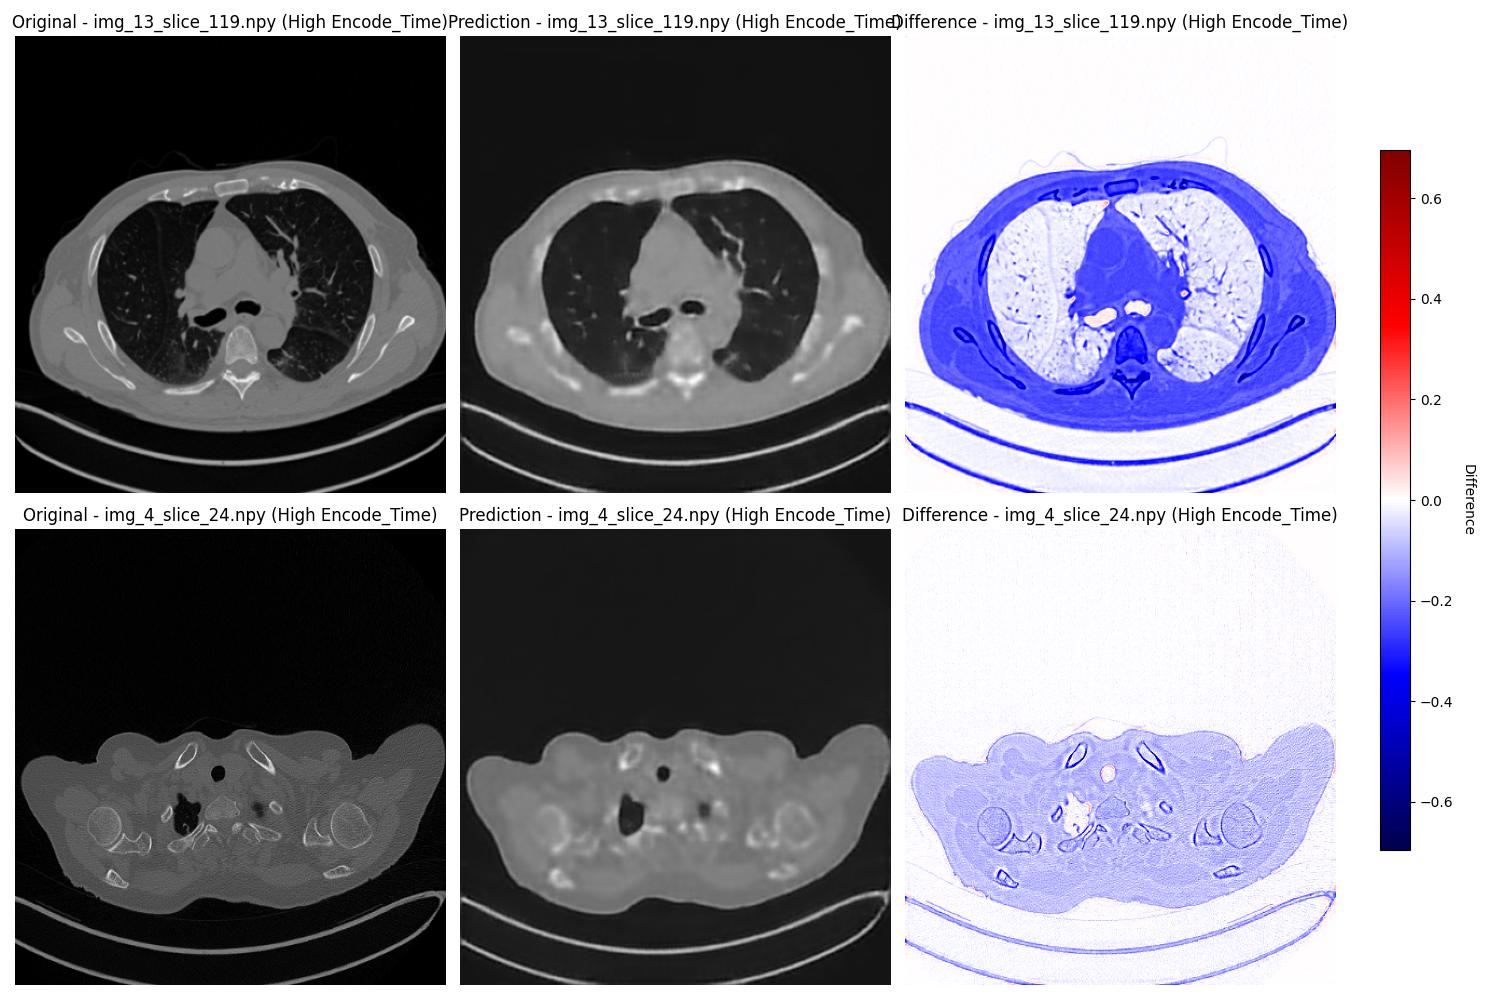 Original - img_13_slice_119.npy (High Encode_Time)
Prediction - img_13_slice_119.npy (High Encode_Time)
Difference - img_13_slice_119.npy (High Encode_Time)
Original - img_4_slice_24.npy (High Encode_Time)
Prediction - img_4_slice_24.npy (High Encode_Time)
Difference - img_4_slice_24.npy (High Encode_Time)
0.6
0.4
0.2
0.0
−0.2
−0.4
−0.6
Difference